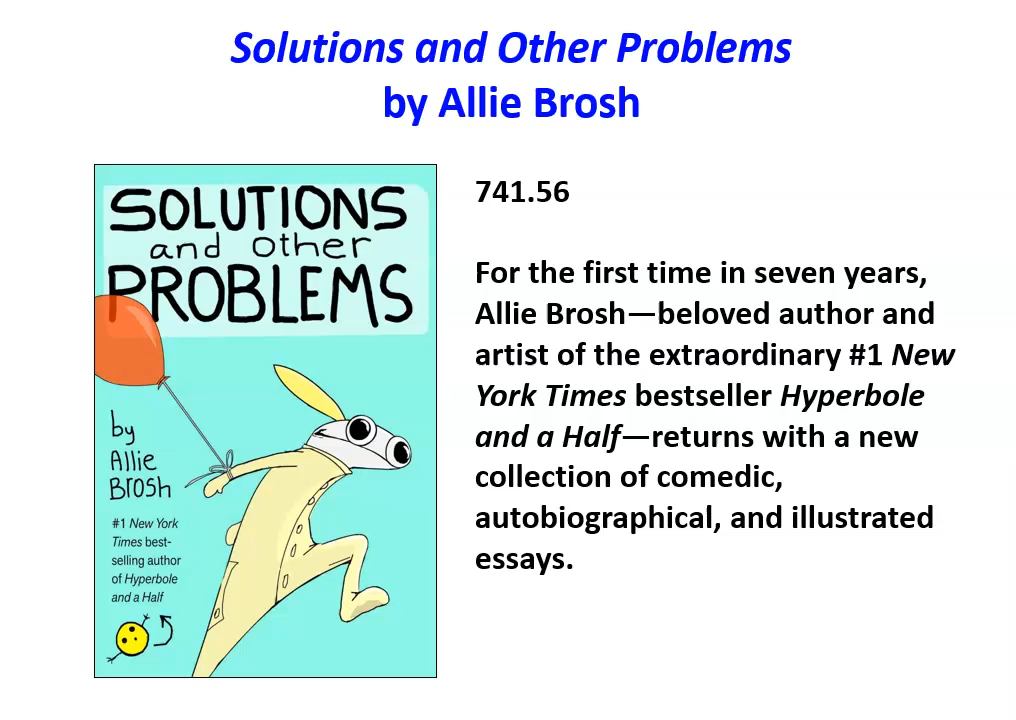 Solutions and Other Problems
by Allie Brosh
SOLUTIONS
and other
PROBLEMS
by
Allie
Brosh
#1 New York
Times best-
selling author
of Hyperbole
and a Half
741.56
For the first time in seven years,
Allie Brosh—beloved author and
artist of the extraordinary #1 New
York Times bestseller Hyperbole
and a Half—returns with a new
collection of comedic,
autobiographical, and illustrated
essays.